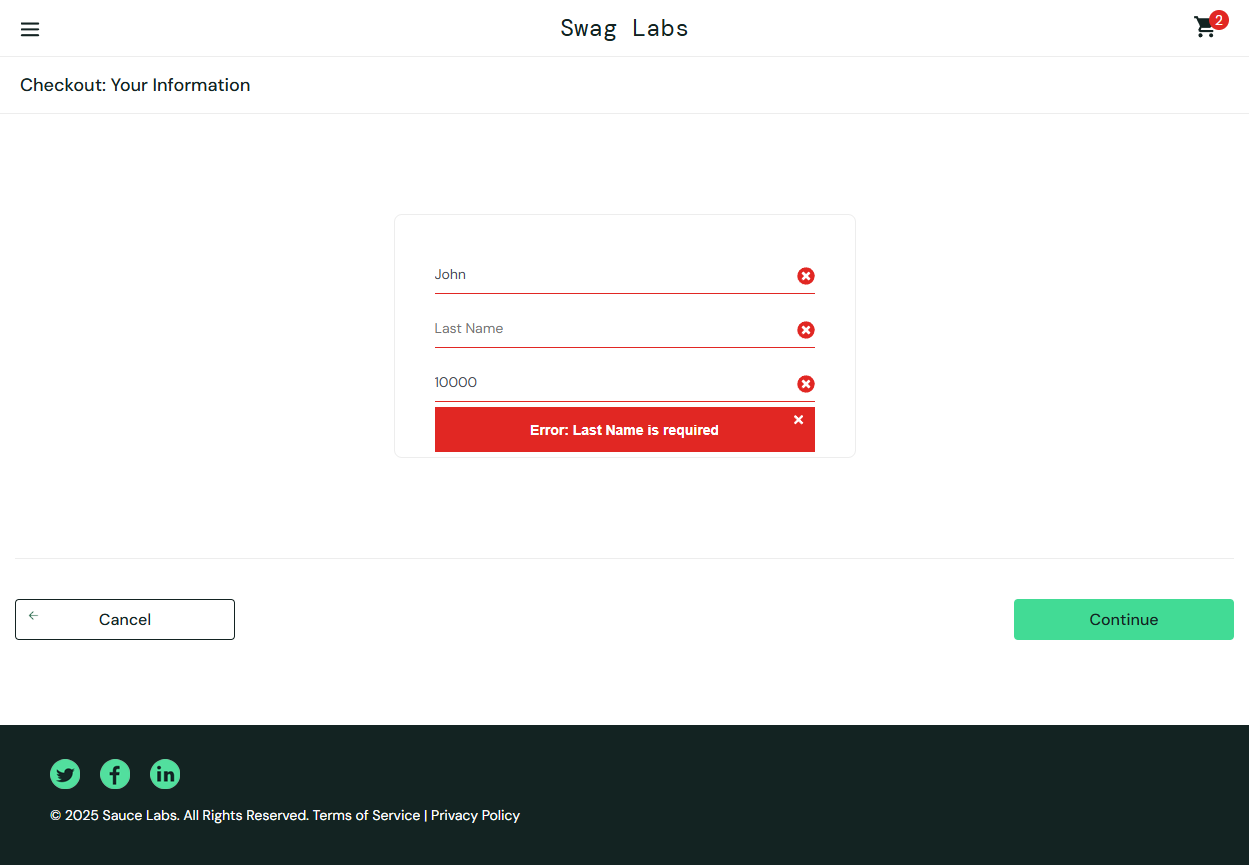 Swag Labs
2
Checkout: Your Information
John
Last Name
10000
Error: Last Name is required
Cancel
Continue
© 2025 Sauce Labs. All Rights Reserved. Terms of Service | Privacy Policy